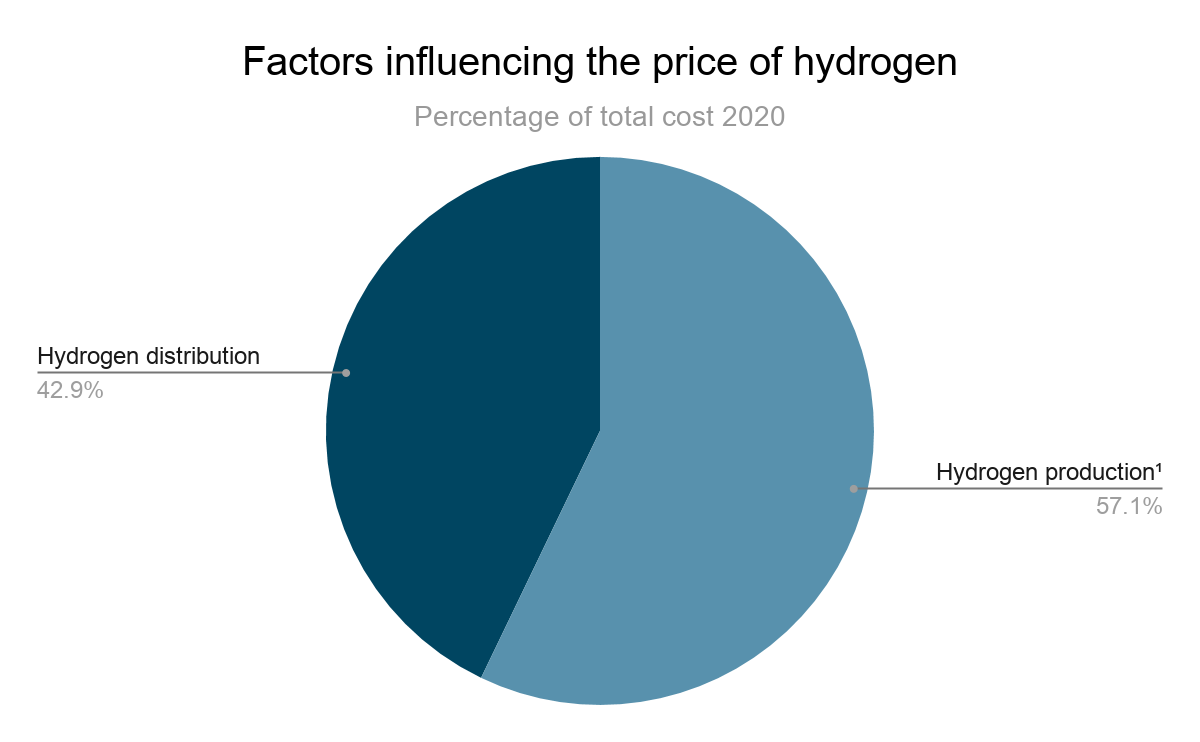 Factors influencing the price of hydrogen
Percentage of total cost 2020
Hydrogen distribution
42.9%
Hydrogen production¹
57.1%